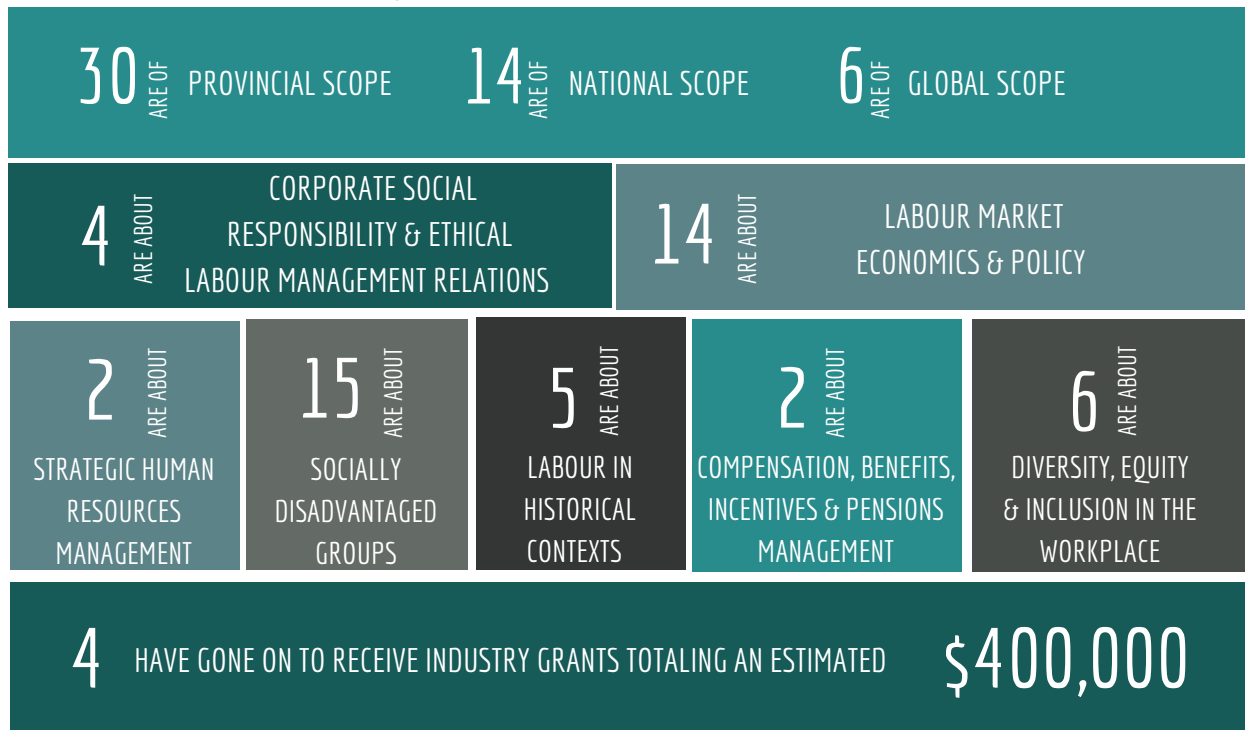 30 ARE OF PROVINCIAL SCOPE 14 ARE OF NATIONAL SCOPE 6 ARE OF GLOBAL SCOPE
4 ARE ABOUT
CORPORATE SOCIAL
RESPONSIBILITY & ETHICAL
LABOUR MANAGEMENT RELATIONS
14 ARE ABOUT
LABOUR MARKET
ECONOMICS & POLICY
2 ARE ABOUT
STRATEGIC HUMAN
RESOURCES
MANAGEMENT
15 ARE ABOUT
SOCIALLY
DISADVANTAGED
GROUPS
5 ARE ABOUT
LABOUR IN
HISTORICAL
CONTEXTS
2 ARE ABOUT
COMPENSATION, BENEFITS,
INCENTIVES & PENSIONS
MANAGEMENT
6 ARE ABOUT
DIVERSITY, EQUITY
& INCLUSION IN THE
WORKPLACE
4 HAVE GONE ON TO RECEIVE INDUSTRY GRANTS TOTALING AN ESTIMATED $400,000